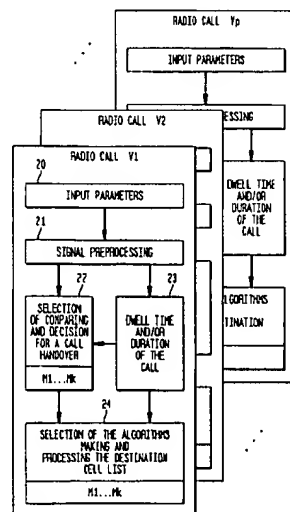 RADIO CALL Vp
INPUT PARAMETERS
ESSING
DWELL TIME
AND/OR
DURATION
OF THE
CALL
LGORITHMS
TINATION
RADIO CALL V2
RADIO CALL V1
20
INPUT PARAMETERS
21
SIGNAL PREPROCESSING
22
SELECTION
OF COMPARING
AND DECISION
FOR A CALL
HANDOVER
M1...Mk
23
DWELL TIME
AND/OR
DURATION
OF THE
CALL
24
SELECTION OF THE ALGORITHMS
MAKING AND
PROCESSING THE DESTINATION
CELL LIST
M1...Mk